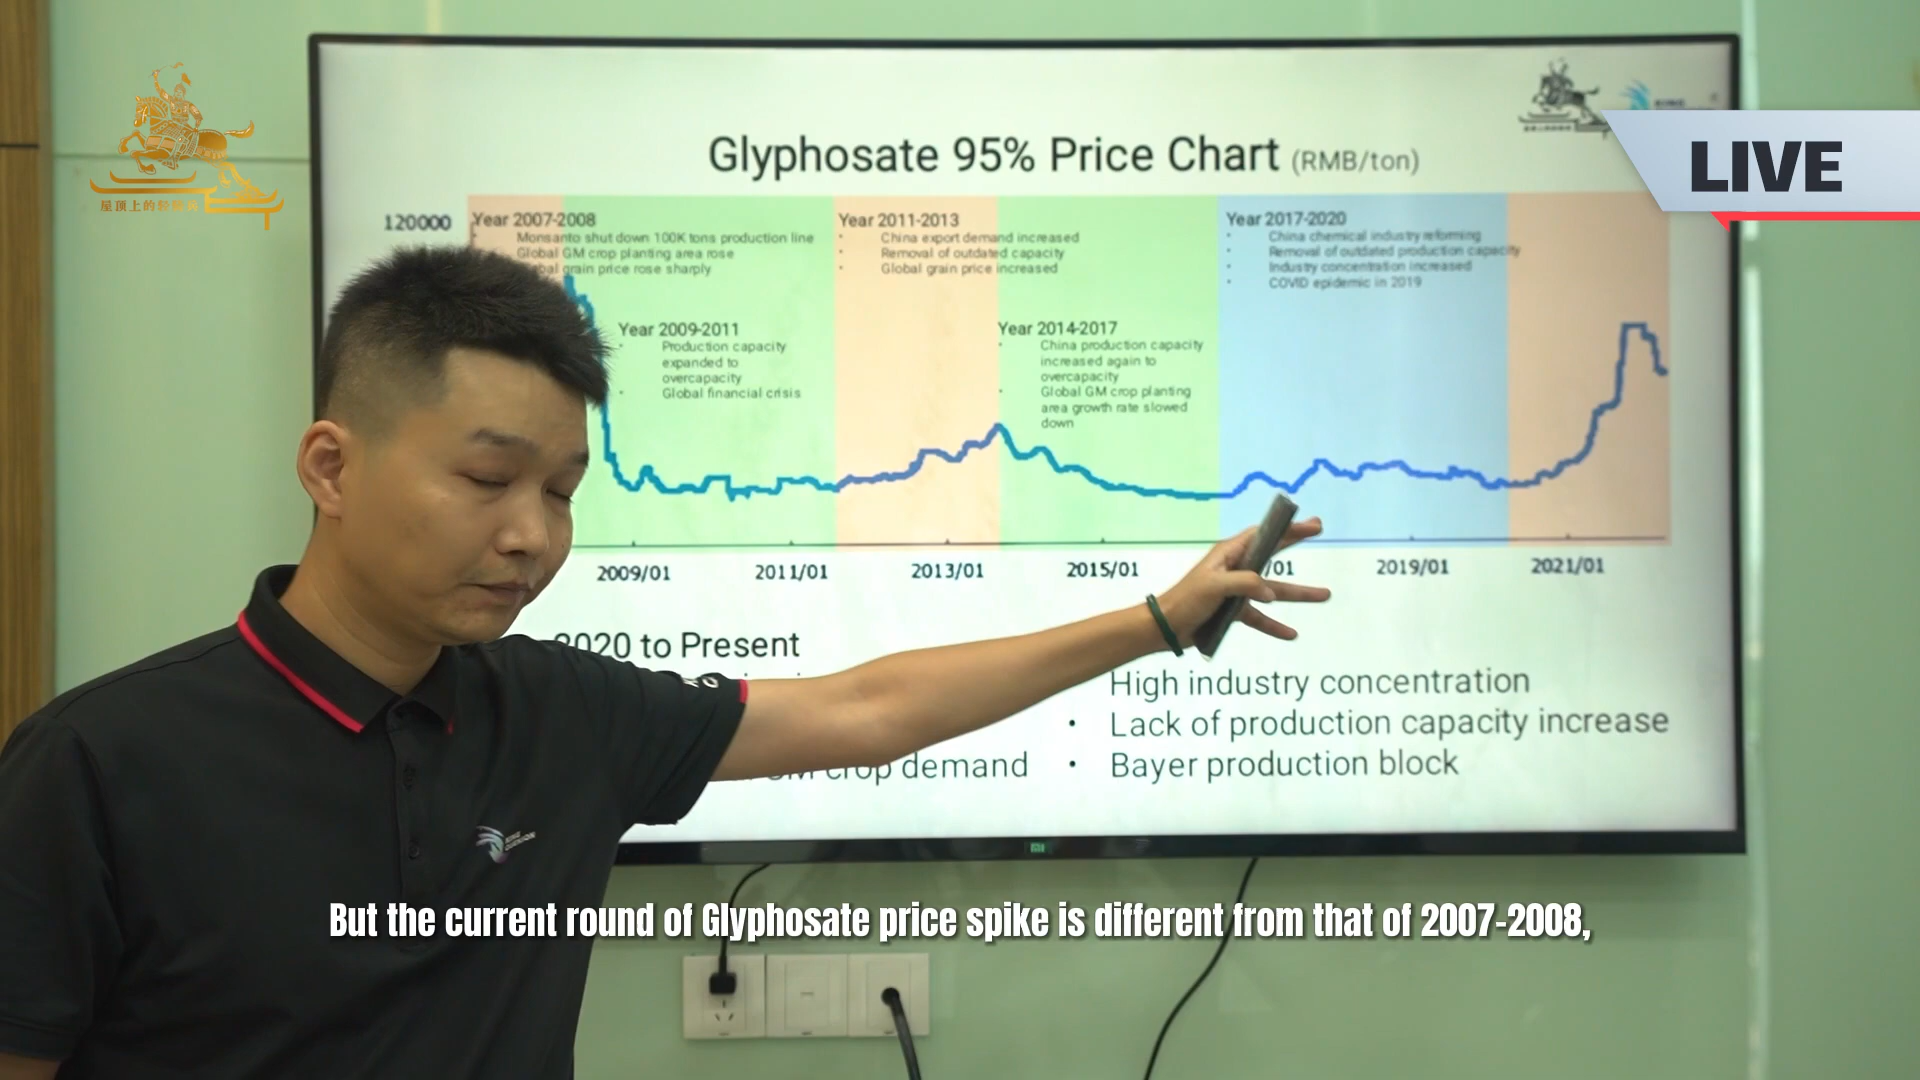 Glyphosate 95% Price Chart (RMB/ton)
LIVE
120000
Year 2007-2008
Monsanto shut down 100K tons production line
Global GM crop planting area rose
grain price rose sharply
Year 2009-2011
Production capacity
expanded to
overcapacity
Global financial crisis
Year 2011-2013
China export demand increased
Removal of outdated capacity
Global grain price increased
Year 2014-2017
China production capacity
increased again to
overcapacity
Global GM crop planting
area growth rate slowed
down
Year 2017-2020
China chemical industry reforming
Removal of outdated production capacity
Industry concentration increased
COVID epidemic in 2019
2009/01 2011/01 2013/01 2015/01 /01 2019/01 2021/01
2020 to Present
crop demand
High industry concentration
• Lack of production capacity increase
• Bayer production block
But the current round of Glyphosate price spike is different from that of 2007-2008,